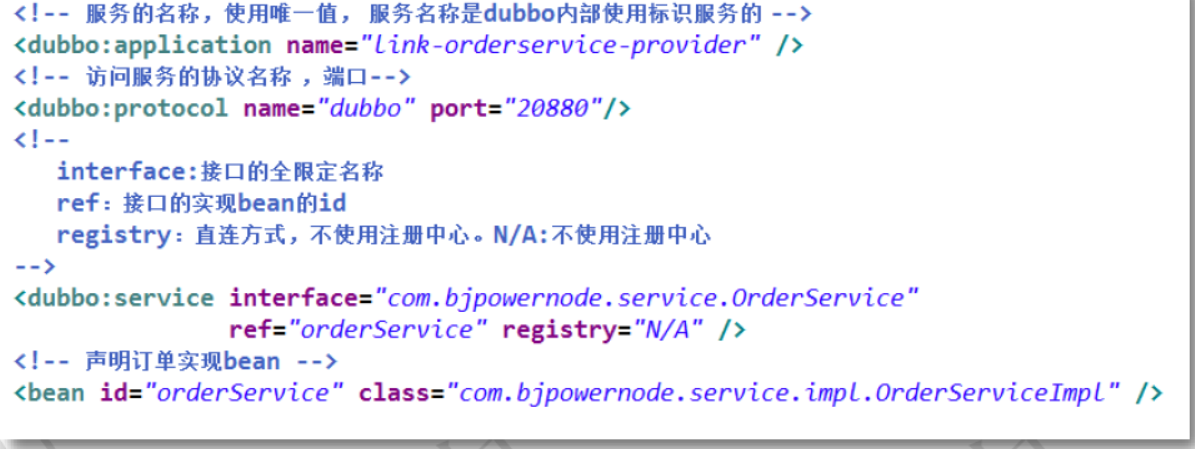 <!-- 服务的名称，使用唯一值， 服务名称是dubbo内部使用标识服务的 -->
<dubbo:application name="link-orderservice-provider" />
<!-- 访问服务的协议名称 ，端口-->
<dubbo:protocol name="dubbo" port="20880"/>
<!--
interface:接口的全限定名称
ref：接口的实现bean的id
registry：直连方式，不使用注册中心。N/A:不使用注册中心
-->
<dubbo:service interface="com.bjpowernode.service.OrderService"
ref="orderService" registry="N/A" />
<!-- 声明订单实现bean -->
<bean id="orderService" class="com.bjpowernode.service.impl.OrderServiceImpl" />